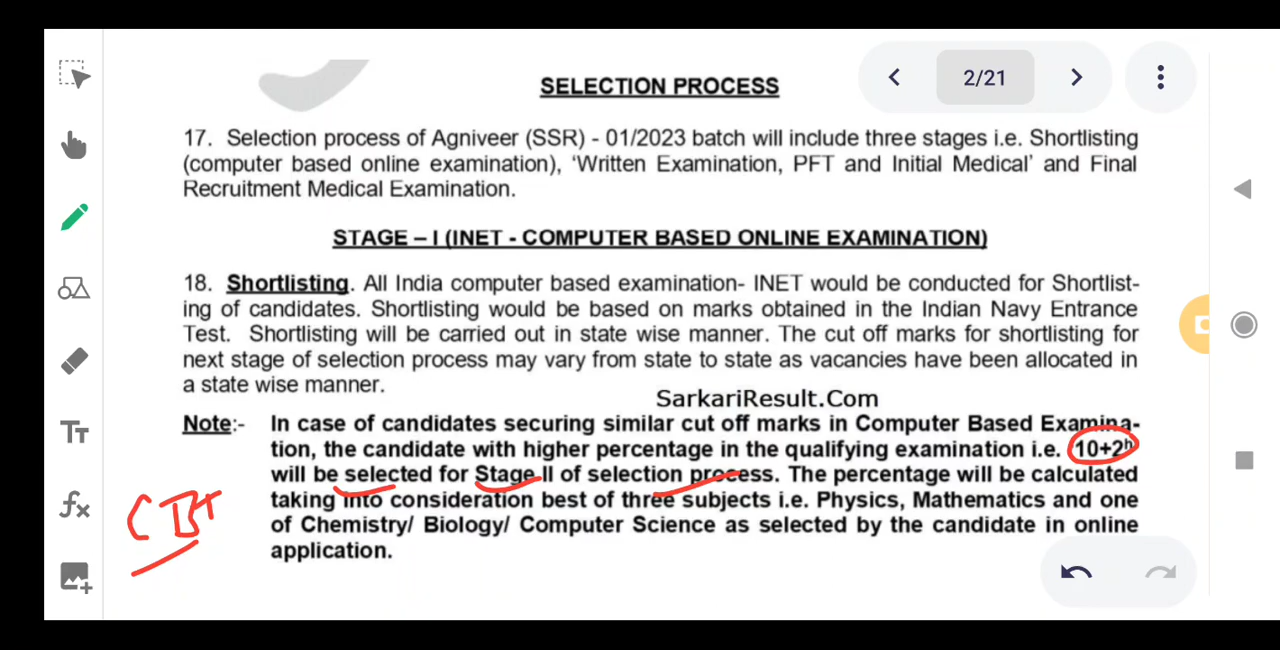 2/21
SELECTION PROCESS
17. Selection process of Agniveer (SSR) - 01/2023 batch will include three stages i.e. Shortlisting
(computer based online examination), ‘Written Examination, PFT and Initial Medical’ and Final
Recruitment Medical Examination.
STAGE – I (INET - COMPUTER BASED ONLINE EXAMINATION)
18. Shortlisting. All India computer based examination- INET would be conducted for Shortlist-
ing of candidates. Shortlisting would be based on marks obtained in the Indian Navy Entrance
Test. Shortlisting will be carried out in state wise manner. The cut off marks for shortlisting for
next stage of selection process may vary from state to state as vacancies have been allocated in
a state wise manner.
SarkariResult.Com
Note:- In case of candidates securing similar cut off marks in Computer Based Examina-
tion, the candidate with higher percentage in the qualifying examination i.e. 10+2h
will be selected for Stage II of selection process. The percentage will be calculated
taking into consideration best of three subjects i.e. Physics, Mathematics and one
of Chemistry/ Biology/ Computer Science as selected by the candidate in online
application.
CBT
Tт
fx